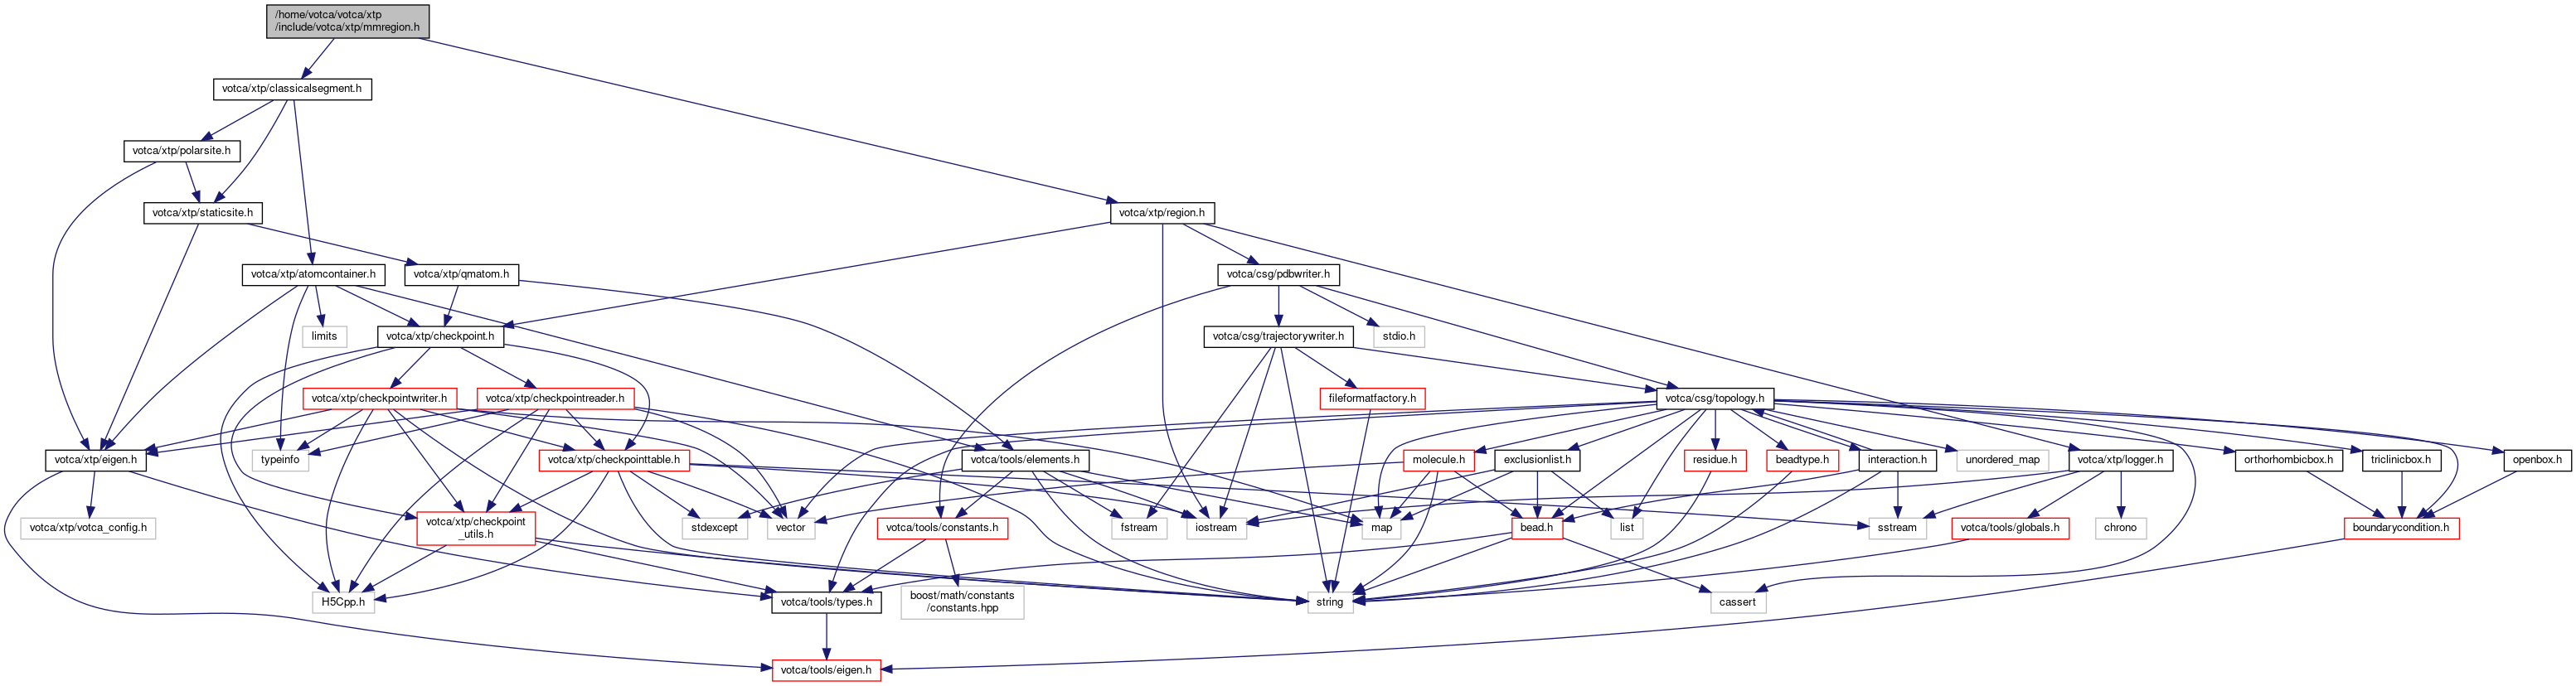 /home/votca/votca/xtp
/include/votca/xtp/mmregion.h
votca/xtp/classicalsegment.h
votca/xtp/polarsite.h
votca/xtp/staticsite.h
votca/xtp/region.h
votca/xtp/atomcontainer.h
votca/xtp/qmatom.h
votca/csg/pdbwriter.h
limits
votca/xtp/checkpoint.h
votca/csg/trajectorywriter.h
stdio.h
votca/xtp/checkpointwriter.h
votca/xtp/checkpointreader.h
fileformatfactory.h
votca/csg/topology.h
votca/xtp/eigen.h
typeinfo
votca/xtp/checkpointtable.h
votca/tools/elements.h
molecule.h
exclusionlist.h
residue.h
beadtype.h
interaction.h
unordered_map
votca/xtp/logger.h
orthorhombicbox.h
triclinicbox.h
openbox.h
votca/xtp/votca_config.h
votca/xtp/checkpoint
_utils.h
stdexcept
vector
votca/tools/constants.h
fstream
iostream
map
bead.h
list
sstream
votca/tools/globals.h
chrono
boundarycondition.h
H5Cpp.h
votca/tools/types.h
boost/math/constants
/constants.hpp
string
cassert
votca/tools/eigen.h